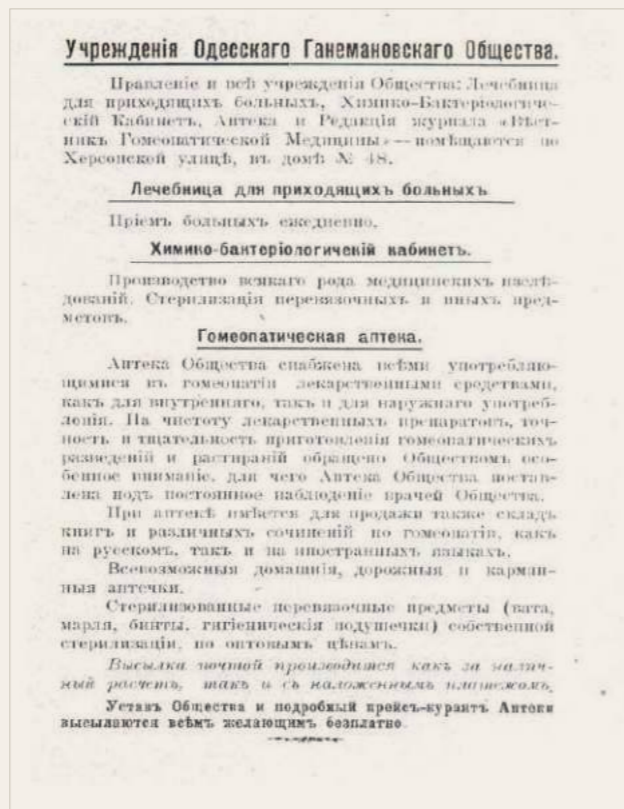 Учрежденія Одесскаго Ганемановскаго Общества.
Правленіе и всѣ учрежденія Общества: Лечебница
для приходящихъ больныхъ, Химико-Бактеріологиче-
скій Кабинетъ, Аптека и Редакція журнала «Вѣст-
никъ Гомеопатической Медицины» — помѣщаются по
Херсонской улицѣ, въ домѣ № 48.
Лечебница для приходящихъ больныхъ
Пріемъ больныхъ ежедневно.
Химико-бактеріологическій кабинетъ.
Производство всякаго рода медицинскихъ изслѣ-
дованій. Стерилизація перевязочныхъ и иныхъ пред-
метовъ.
Гомеопатическая аптека.
Аптека Общества снабжена всѣми употребляю-
щимися въ гомеопатіи лекарственными средствами,
какъ для внутренняго, такъ и для наружнаго употреб-
ленія. На чистоту лекарственныхъ препаратовъ, точ-
ность и тщательность приготовленія гомеопатическихъ
разведеній и растираній обращено Обществомъ осо-
бенное вниманіе, для чего Аптека Общества постав-
лена подъ постоянное наблюденіе врачей Общества.
При аптекѣ имѣется для продажи также складъ
книгъ и различныхъ сочиненій по гомеопатіи, какъ
на русскомъ, такъ и на иностранныхъ языкахъ.
Всевозможныя домашнія, дорожныя и карман-
ныя аптечки.
Стерилизованные перевязочные предметы (вата,
марля, бинты, гигіеническія подушечки) собственной
стерилизаціи, по оптовымъ цѣнамъ.
Высылка почтой производится какъ за налич-
ный расчетъ, такъ и съ наложеннымъ платежомъ.
Уставъ Общества и подробный прейсъ-курантъ Аптеки
высылаются всѣмъ желающимъ безплатно